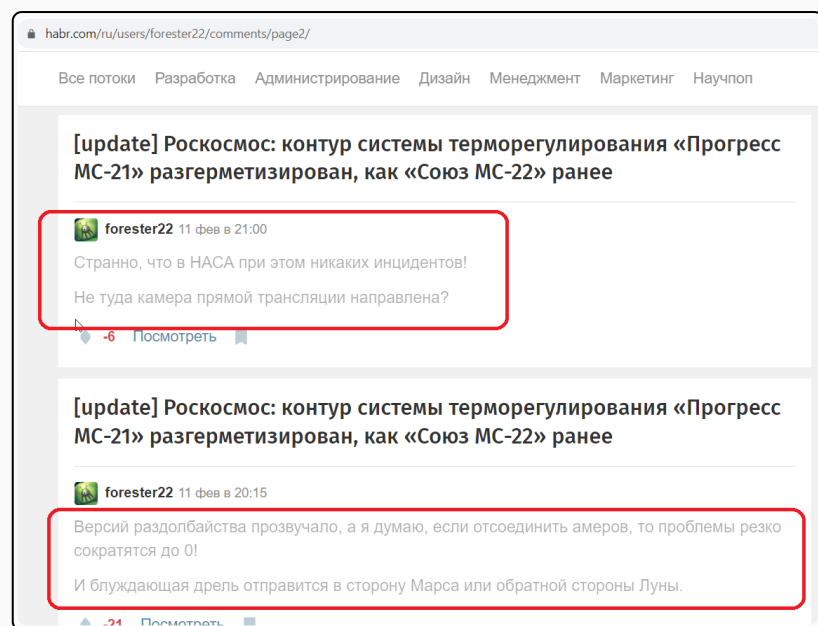 habr.com/ru/users/forester22/comments/page2/
Все потоки Разработка Администрирование Дизайн Менеджмент Маркетинг Научпоп
[update] Роскосмос: контур системы терморегулирования «Прогресс
МС-21» разгерметизирован, как «Союз МС-22» ранее
forester22 11 фев в 21:00
Странно, что в НАСА при этом никаких инцидентов!
Не туда камера прямой трансляции направлена?
-6 Посмотреть
[update] Роскосмос: контур системы терморегулирования «Прогресс
МС-21» разгерметизирован, как «Союз МС-22» ранее
forester22 11 фев в 20:15
Версий раздолбайства прозвучало, а я думаю, если отсоединить амеров, то проблемы резко
сократятся до 0!
И блуждающая дрель отправится в сторону Марса или обратной стороны Луны.
-21 Посмотреть